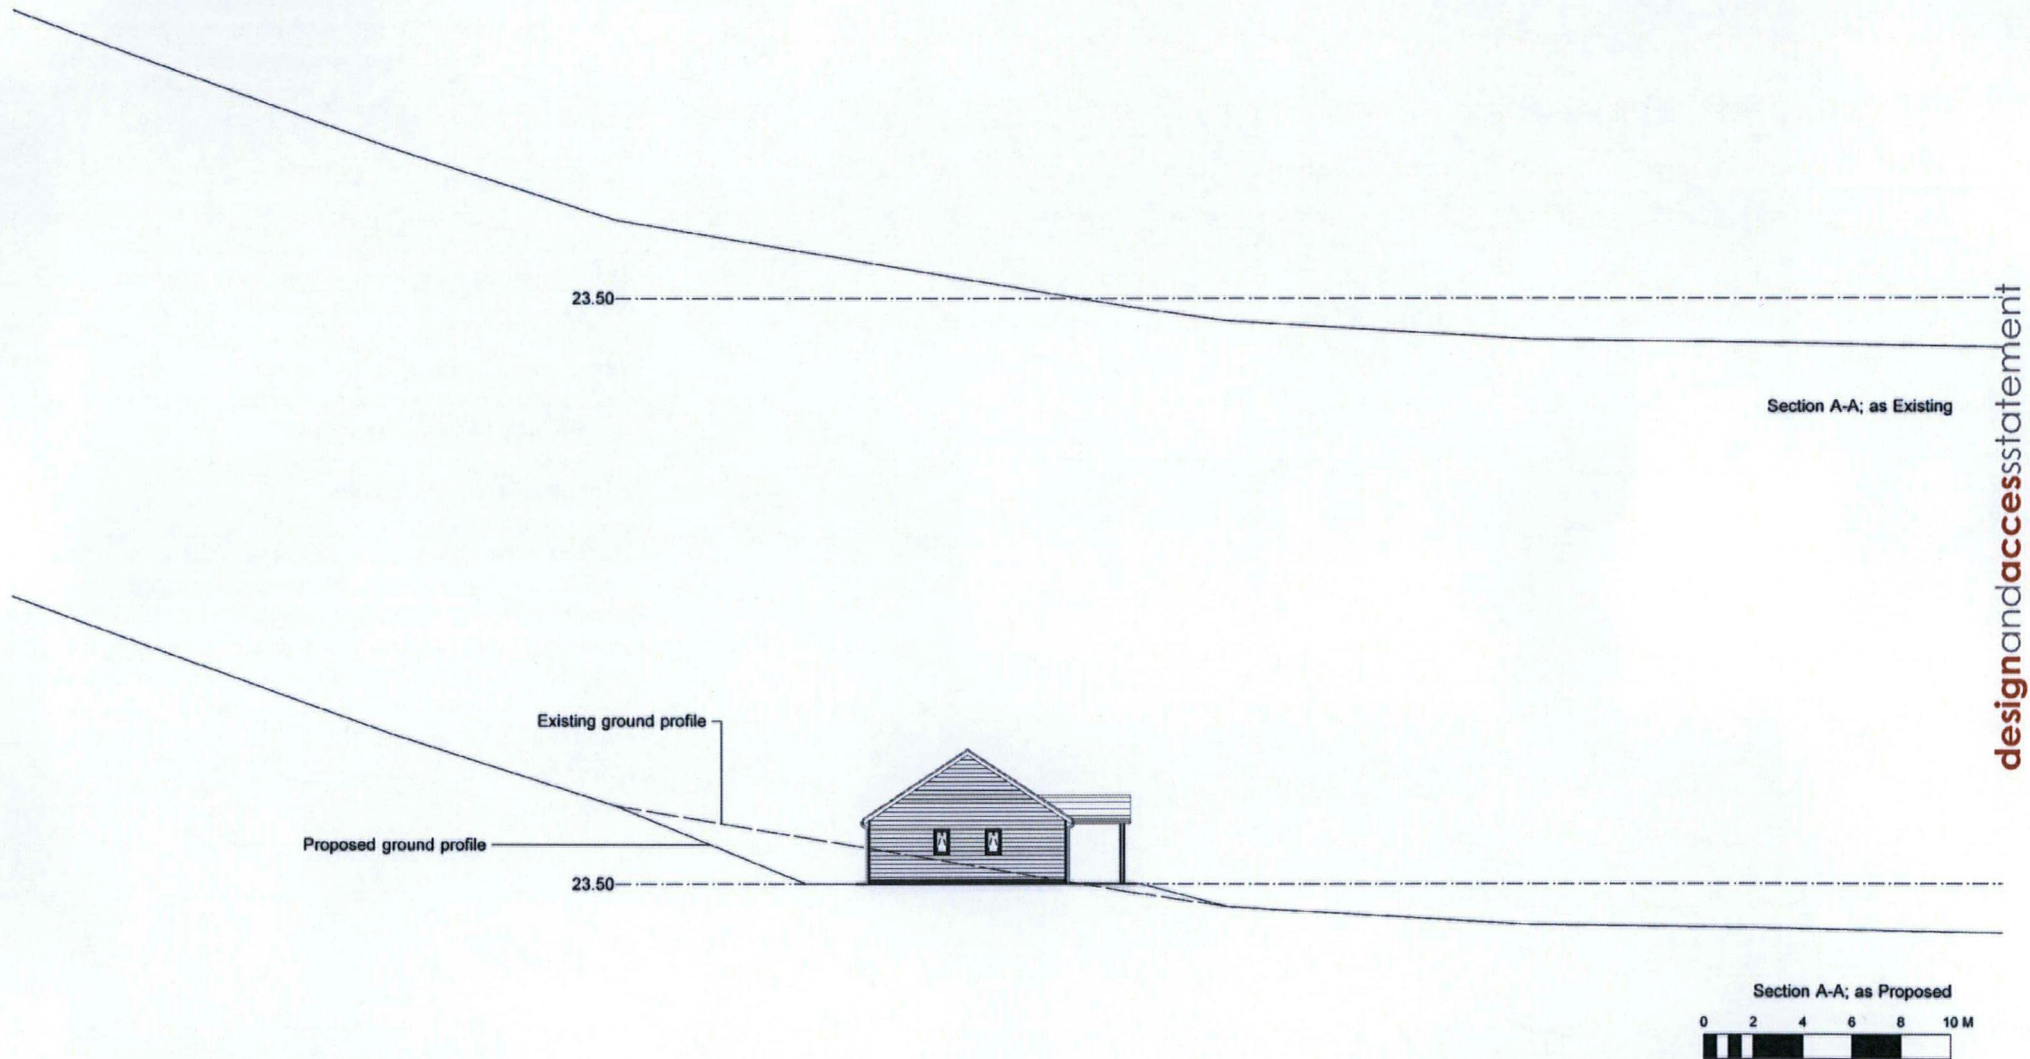 23.50
Section A-A; as Existing
designandaccessstatement
Existing ground profile
Proposed ground profile
23.50
Section A-A; as Proposed
0 2 4 6 8 10 M